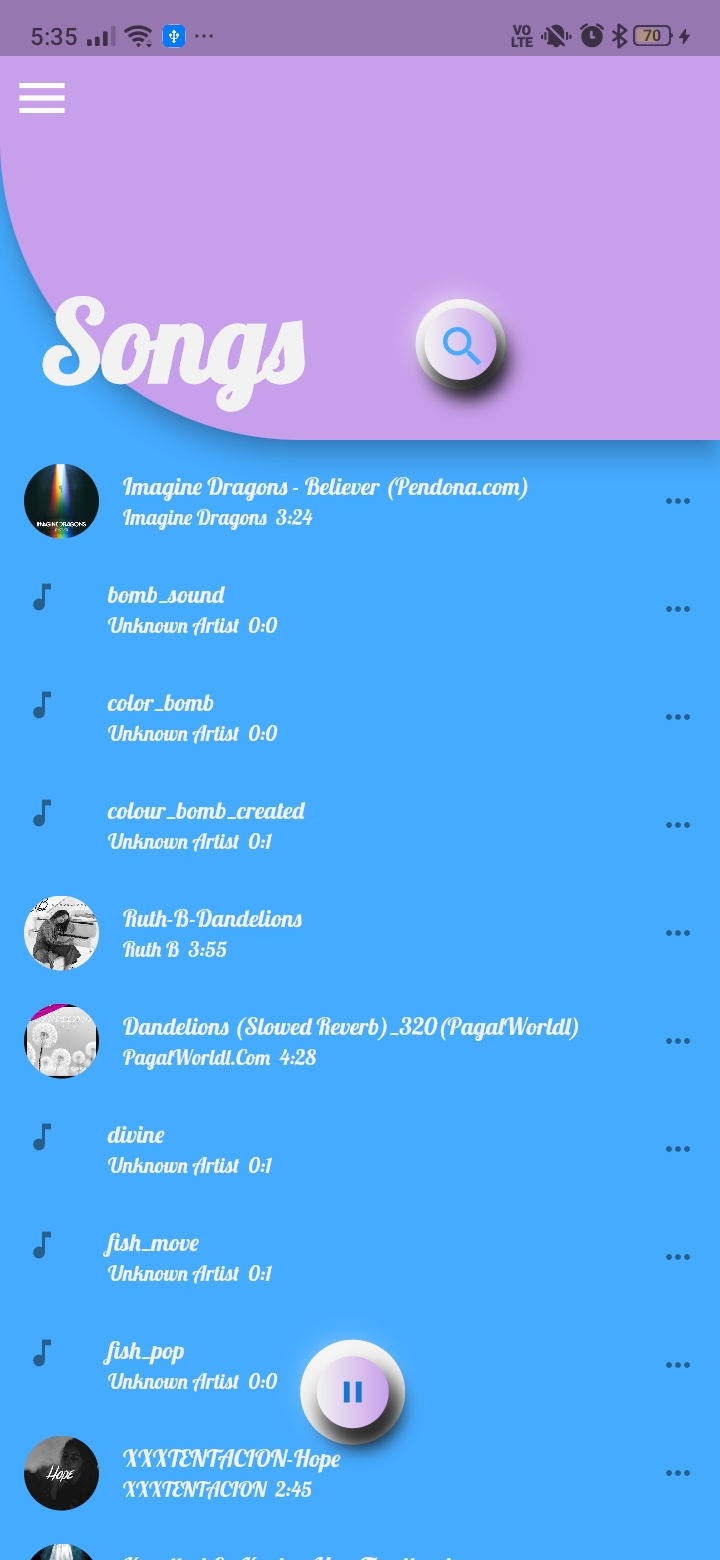 5:35
VO LTE
70
Songs
IMAGINE DRAGONS
Imagine Dragons - Believer (Pendona.com)
Imagine Dragons 3:24
bomb_sound
Unknown Artist 0:0
color_bomb
Unknown Artist 0:0
colour_bomb_created
Unknown Artist 0:1
Ruth-B-Dandelions
Ruth B 3:55
Dandelions (Slowed Reverb)_320(PagalWorldl)
PagalWorldl.Com 4:28
divine
Unknown Artist 0:1
fish_move
Unknown Artist 0:1
fish_pop
Unknown Artist 0:0
Hope
XXXTENTACION-Hope
XXXTENTACION 2:45